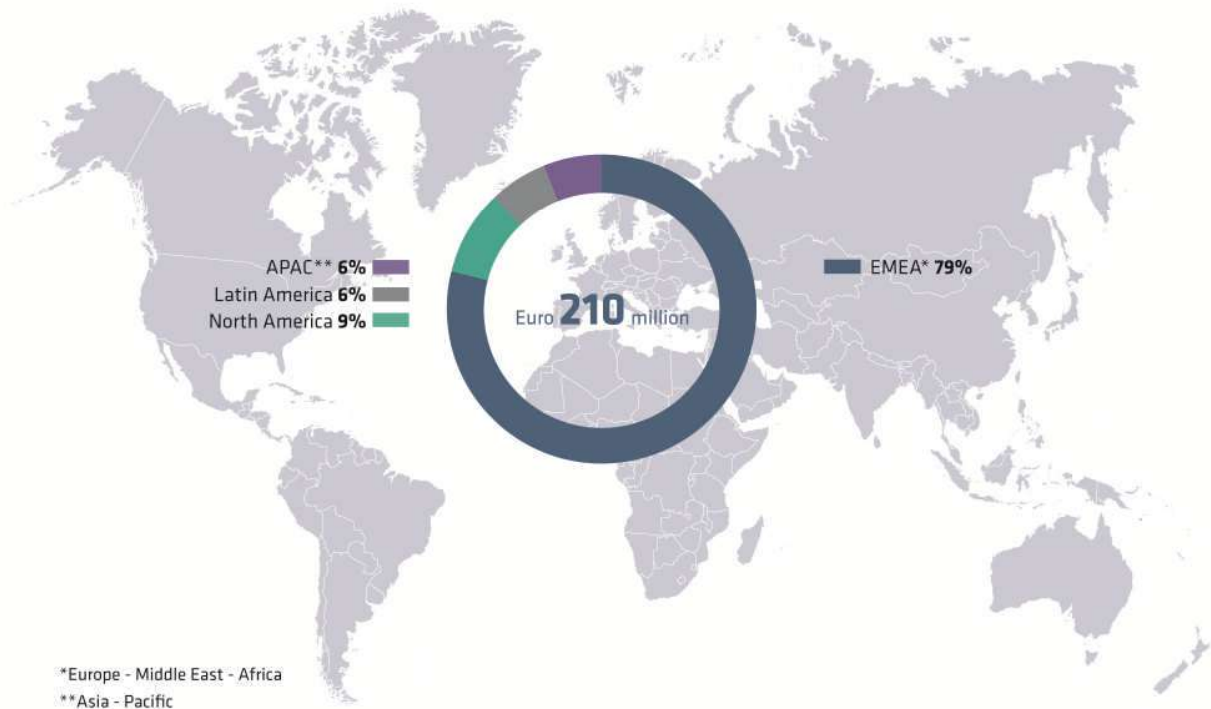 APAC** 6%
Latin America 6%
North America 9%
Euro 210 million
EMEA* 79%
*Europe - Middle East - Africa
**Asia - Pacific